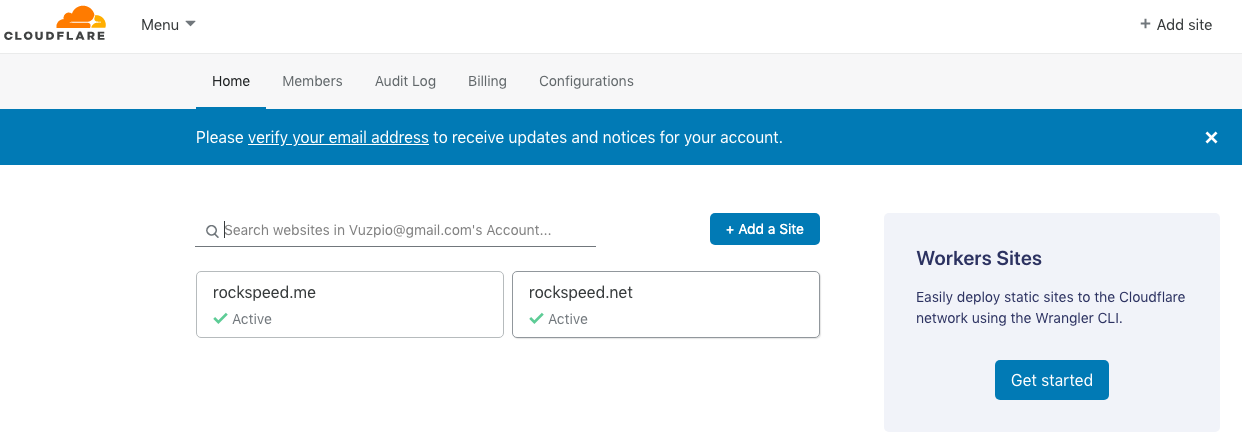 CLOUDFLARE
Menu
+ Add site
Home Members Audit Log Billing Configurations
Please verify your email address to receive updates and notices for your account.
Search websites in Vuzpio@gmail.com's Account...
+ Add a Site
rockspeed.me
Active
rockspeed.net
Active
Workers Sites
Easily deploy static sites to the Cloudflare
network using the Wrangler CLI.
Get started